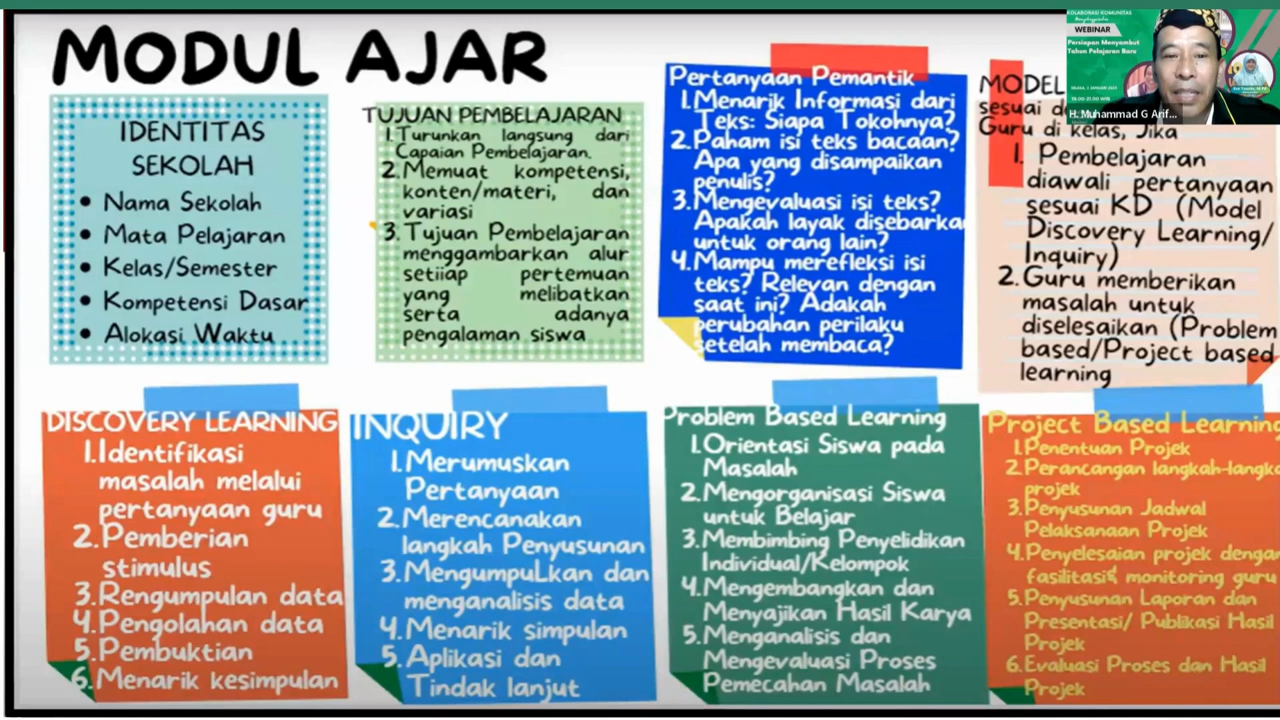 MODUL AJAR
IDENTITAS
SEKOLAH
• Nama Sekolah
• Mata Pelajaran
• Kelas/Semester
• Kompetensi Dasar
• Alokasi Waktu
TUJUAN PEMBELAJARAN
1. Turunkan langsung dari
Capaian Pembelajaran.
2. Memuat kompetensi,
konten/materi, dan
variasi
3. Tujuan Pembelajaran
menggambarkan alur
setiiap pertemuan
yang melibatkan
serta adanya
pengalaman siswa
Pertanyaan Pemantik
1. Menarik Informasi dari
Teks: Siapa Tokohnya?
2. Paham isi teks bacaan?
Apa yang disampaikan
penulis?
3. Mengevaluasi isi teks?
Apakah layak disebarkan
untuk orang lain?
4. Mampu merefleksi isi
teks? Relevan dengan
saat ini? Adakah
perubahan perilaku
setelah membaca?
MODEL
sesuai
Guru di kelas, Jika
1. Pembelajaran
diawali pertanyaan
sesuai KD (Model
Discovery Learning/
Inquiry)
2. Guru memberikan
masalah untuk
diselesaikan (Problem
based/Project based
learning
KOLABORASI KOMUNITAS
WEBINAR
Persiapan Menyambut
Tahun Pelajaran Baru
H. Muhammad G Arif...
DISCOVERY LEARNING
1. Identifikasi
masalah melalui
pertanyaan guru
2. Pemberian
stimulus
3. Rengumpulan data
4. Pengolahan data
5. Pembuktian
6. Menarik kesimpulan
INQUIRY
1. Merumuskan
Pertanyaan
2. Merencanakan
langkah Penyusunan
3. MengumpuLkan dan
menganalisis data
4. Menarik simpulan
5. Aplikasi dan
Tindak lanjut
Problem Based Learning
1. Orientasi Siswa pada
Masalah
2. Mengorganisasi Siswa
untuk Belajar
3. Membimbing Penyelidikan
Individual/Kelompok
4. Mengembangkan dan
Menyajikan Hasil Karya
5. Menganalisis dan
Mengevaluasi Proses
Pemecahan Masalah
Project Based Learning
1. Penentuan Projek
2. Perancangan langkah-langka
projek
3. Penyusunan Jadwal
Pelaksanaan Projek
4. Penyelesaian projek dengan
fasilitasi& monitoring guru
5. Penyusunan Laporan dan
Presentasi/ Publikasi Hasil
Projek
6. Evaluasi Proses dan Hasil
Projek